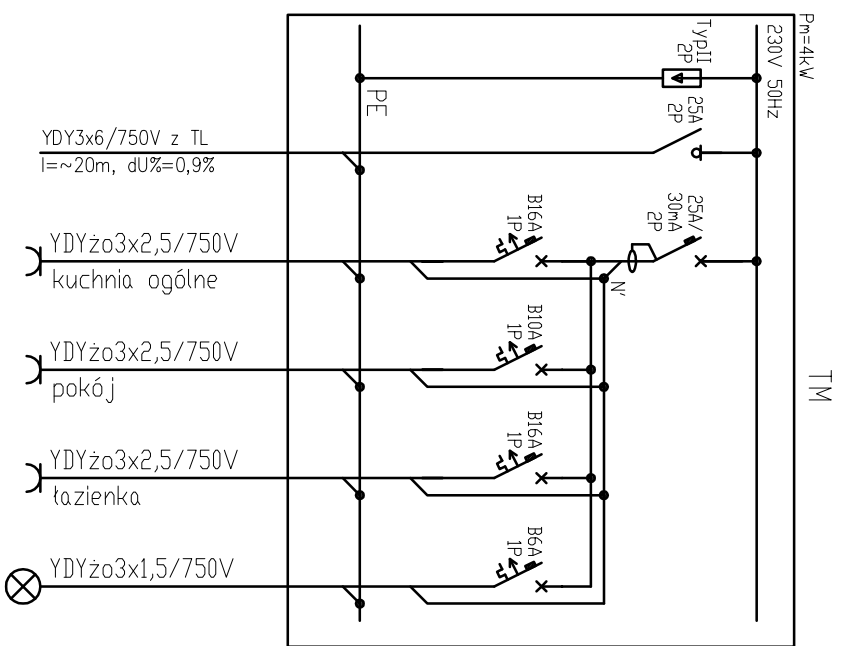 Pm=4kW
230V 50Hz
TypII
2P
PE
25A
2P
YDY3x6/750V z TL
l=~20m, dU%=0,9%
25A/
30mA
2P
N'
B16A
1P
YDYżo3x2,5/750V
kuchnia ogólne
B10A
1P
YDYżo3x2,5/750V
pokój
TM
B16A
1P
YDYżo3x2,5/750V
łazienka
B6A
1P
YDYżo3x1,5/750V